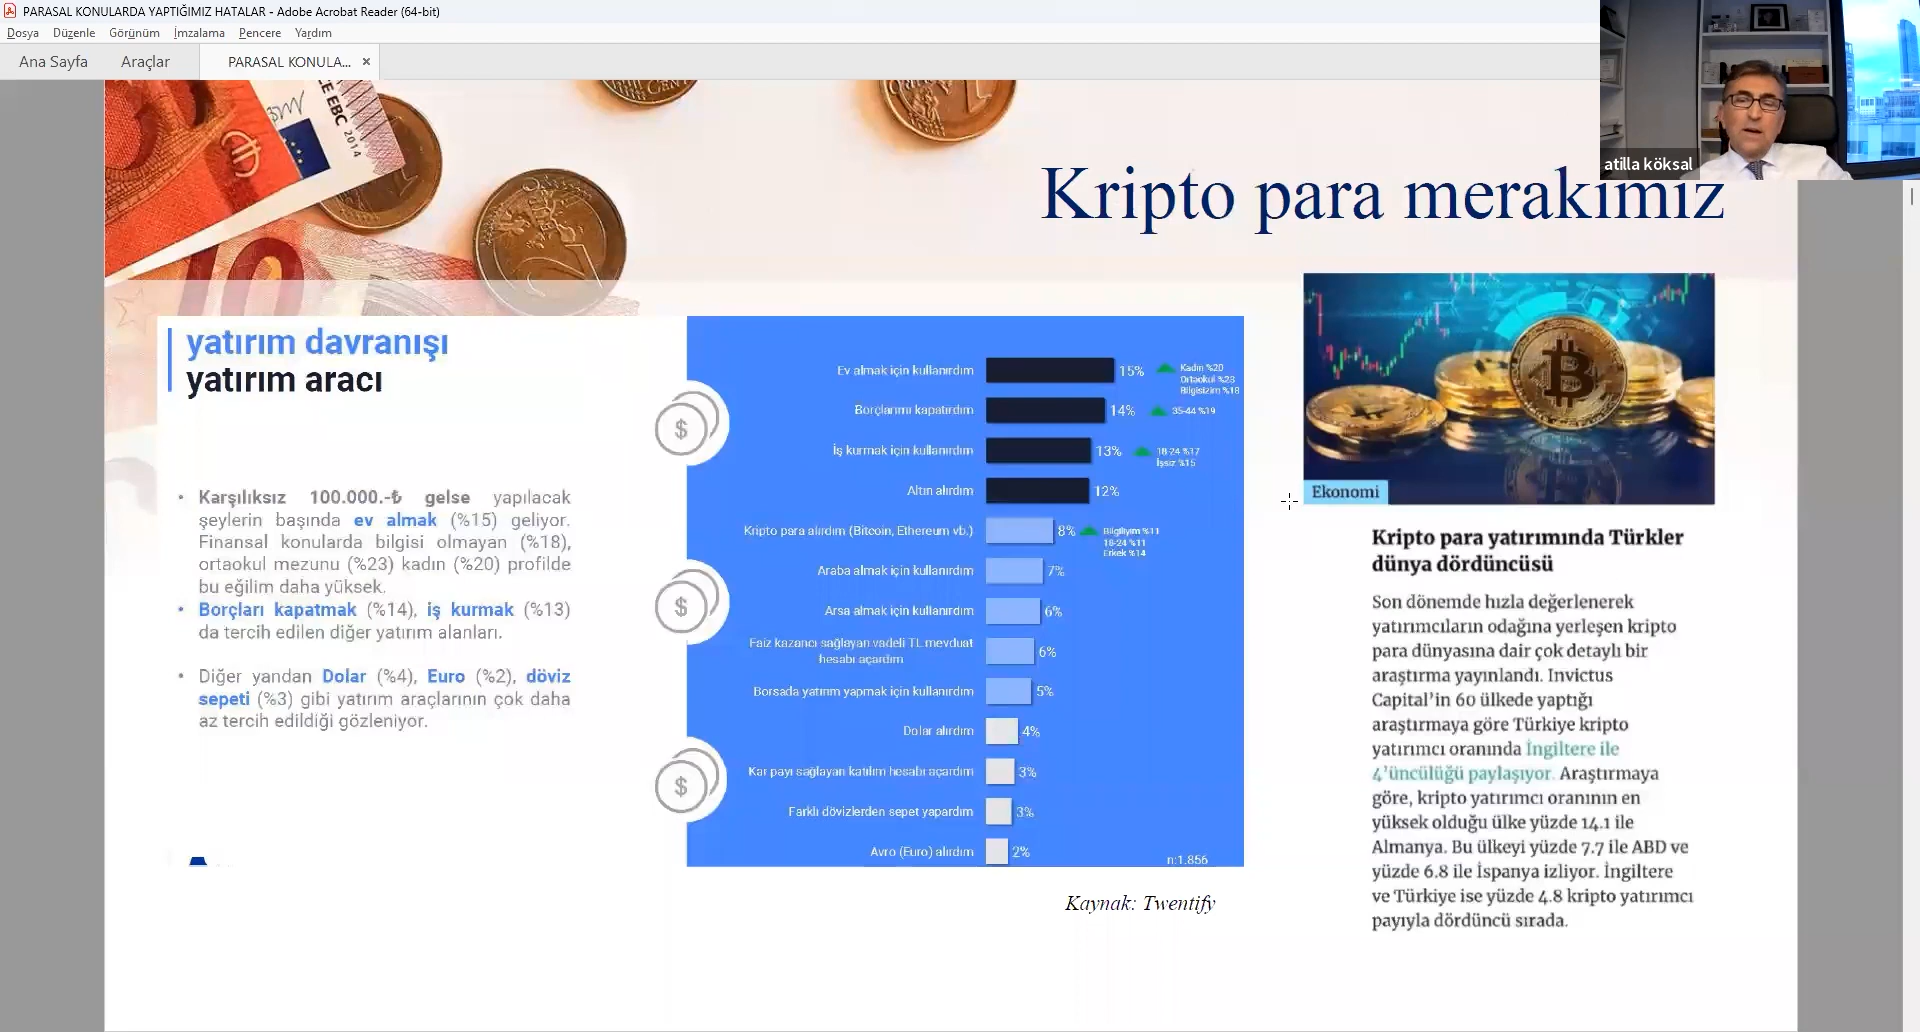 PARASAL KONULARDA YAPTIĞIMIZ HATALAR - Adobe Acrobat Reader (64-bit)
Dosya Düzenle Görünüm İmzalama Pencere Yardım
Ana Sayfa Araçlar PARASAL KONULA... ×
atilla köksal
EBC 2014
Kripto para merakımız
yatırım davranışı
yatırım aracı
• Karşılıksız 100.000.-₺ gelse yapılacak
şeylerin başında ev almak (%15) geliyor.
Finansal konularda bilgisi olmayan (%18),
ortaokul mezunu (%23) kadın (%20) profilde
bu eğilim daha yüksek.
• Borçları kapatmak (%14), iş kurmak (%13)
da tercih edilen diğer yatırım alanları.
• Diğer yandan Dolar (%4), Euro (%2), döviz
sepeti (%3) gibi yatırım araçlarının çok daha
az tercih edildiği gözleniyor.
$
$
$
Ev almak için kullanırdım 15% Kadın %20
Ortaokul %23
Bilgisizim %18
Borçlarımı kapatırdım 14% 35-44 %19
İş kurmak için kullanırdım 13% 18-24 %17
İşsiz %15
Altın alırdım 12%
Kripto para alırdım (Bitcoin, Ethereum vb.) 8% Bilgiliyim %11
18-24 %11
Erkek %14
Araba almak için kullanırdım 7%
Arsa almak için kullanırdım 6%
Faiz kazancı sağlayan vadeli TL mevduat
hesabı açardım 6%
Borsada yatırım yapmak için kullanırdım 5%
Dolar alırdım 4%
Kar payı sağlayan katılım hesabı açardım 3%
Farklı dövizlerden sepet yapardım 3%
Avro (Euro) alırdım 2%
n:1.856
Kaynak: Twentify
Ekonomi
Kripto para yatırımında Türkler
dünya dördüncüsü
Son dönemde hızla değerlenerek
yatırımcıların odağına yerleşen kripto
para dünyasına dair çok detaylı bir
araştırma yayınlandı. Invictus
Capital'in 60 ülkede yaptığı
araştırmaya göre Türkiye kripto
yatırımcı oranında İngiltere ile
4'üncülüğü paylaşıyor. Araştırmaya
göre, kripto yatırımcı oranının en
yüksek olduğu ülke yüzde 14.1 ile
Almanya. Bu ülkeyi yüzde 7.7 ile ABD ve
yüzde 6.8 ile İspanya izliyor. İngiltere
ve Türkiye ise yüzde 4.8 kripto yatırımcı
payıyla dördüncü sırada.